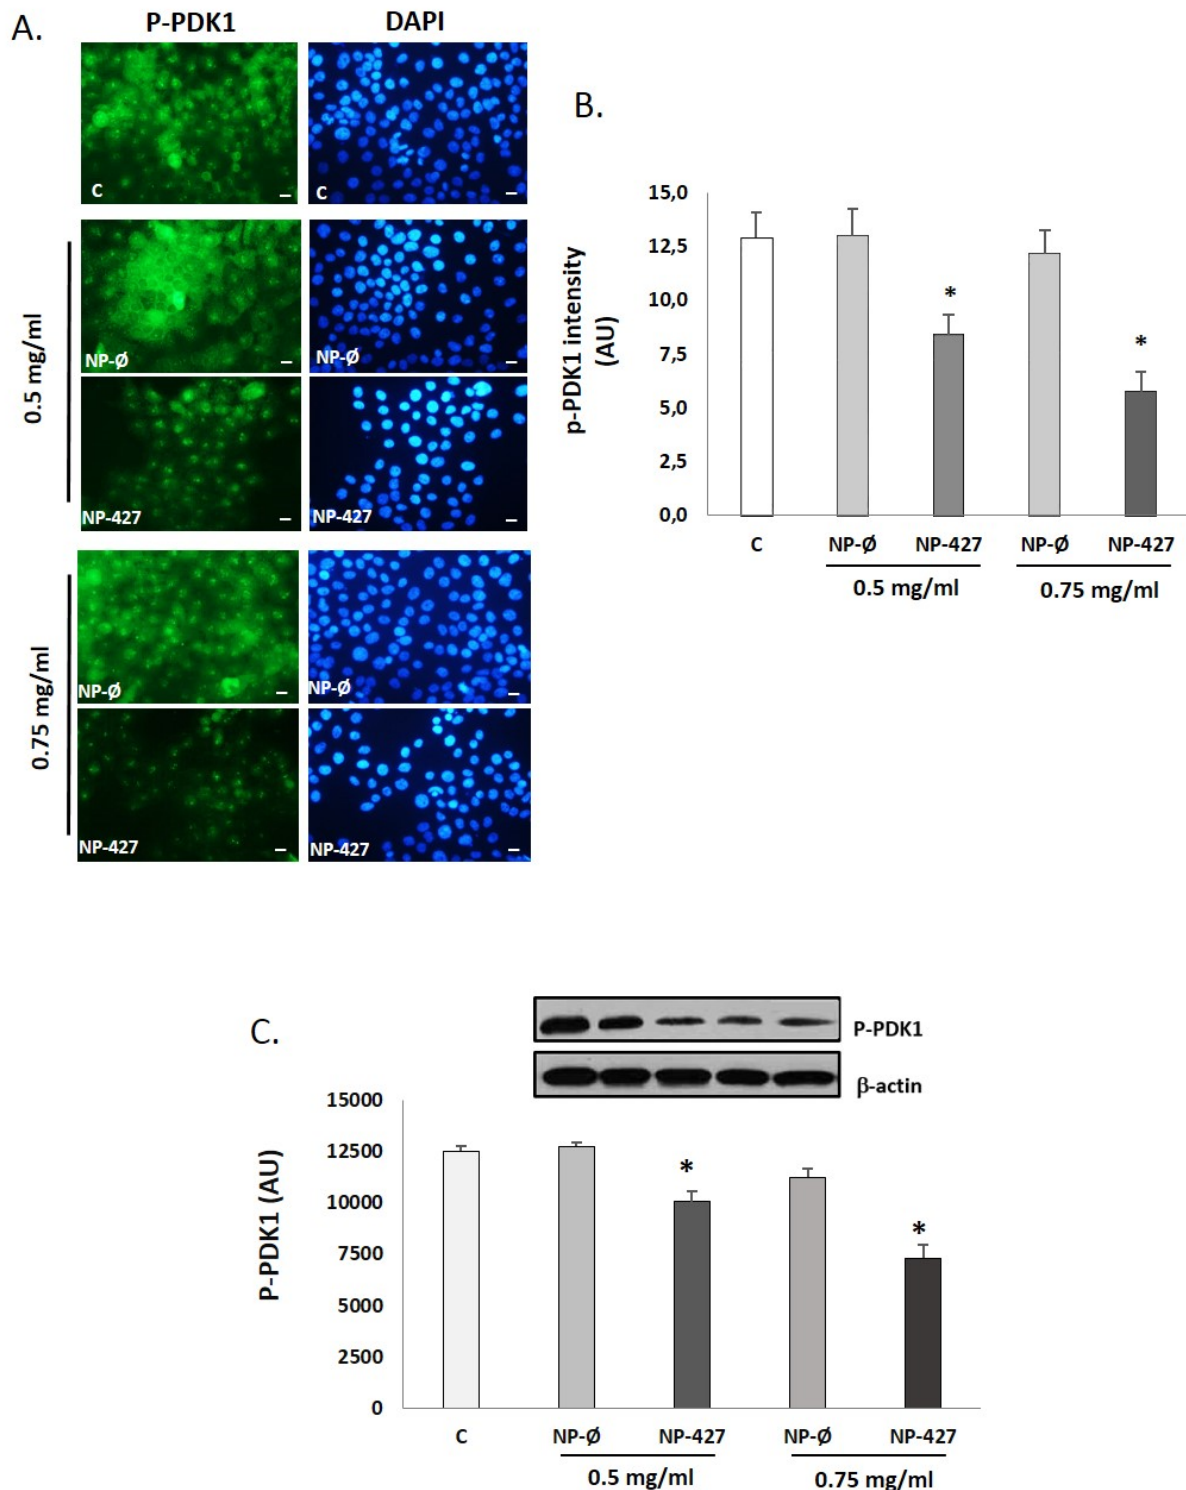 A.
P-PDK1 DAPI
C C
0.5 mg/ml
NP-Ø NP-Ø
NP-427 NP-427
0.75 mg/ml
NP-Ø NP-Ø
NP-427 NP-427
B.
p-PDK1 intensity
(AU)
15,0
12,5
10,0
7,5
5,0
2,5
0,0
* *
C NP-Ø NP-427 NP-Ø NP-427
0.5 mg/ml 0.75 mg/ml
C.
P-PDK1
β-actin
P-PDK1 (AU)
15000
12500
10000
7500
5000
2500
0
* *
C NP-Ø NP-427 NP-Ø NP-427
0.5 mg/ml 0.75 mg/ml